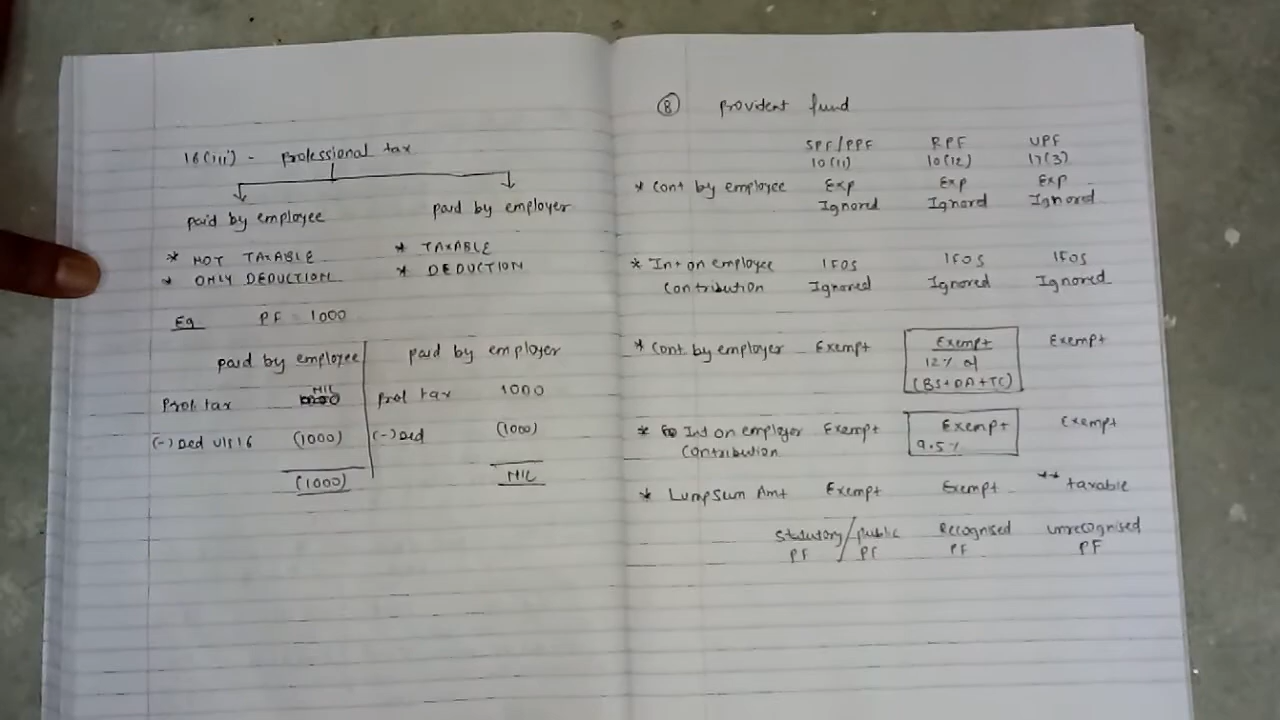 16(iii) - Professional tax
paid by employee paid by employer
* NOT TAXABLE * TAXABLE
* ONLY DEDUCTION * DEDUCTION
Eg PF 1000
paid by employee paid by employer
Prof. tax NIL Prof tax 1000
(-) Ded u/s 16 (1000) (-) Ded (1000)
(1000) NIL
8 Provident fund
SPF/PPF RPF UPF
10(11) 10(12) 17(3)
* Cont by employee Exp Exp Exp
Ignored Ignord Ignored
* Int on employee IFOS IFOS IFOS
Contribution Ignored Ignored Ignored
* Cont by employer Exempt Exempt Exempt
12% of
(BS+DA+TC)
* Int on employer Exempt Exempt Exempt
Contribution 9.5%
* Lumpsum Amt Exempt Exempt ** taxable
Statutory/public Recognised unrecognised
PF PF PF PF